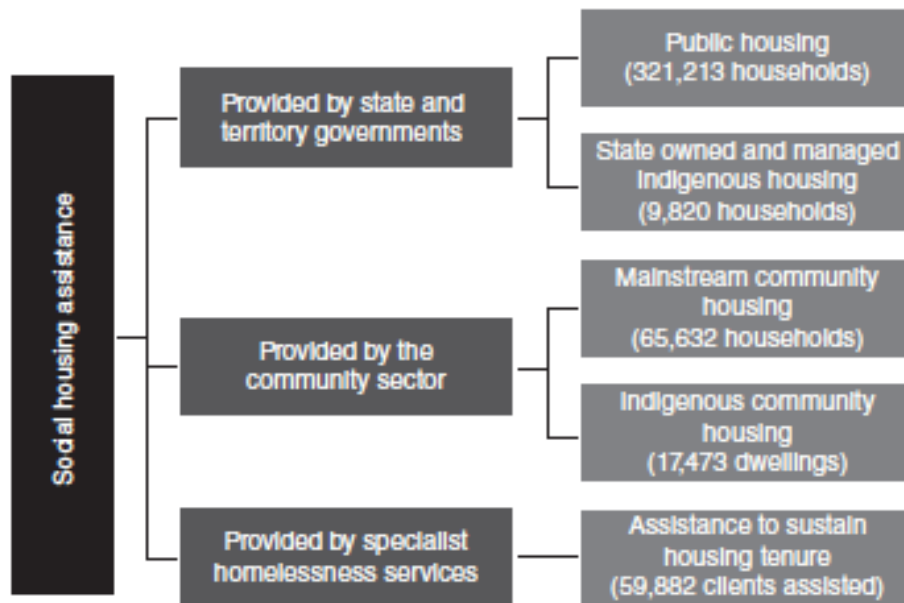 Social housing assistance
Provided by state and
territory governments
Public housing
(321,213 households)
State owned and managed
Indigenous housing
(9,820 households)
Provided by the
community sector
Mainstream community
housing
(65,632 households)
Indigenous community
housing
(17,473 dwellings)
Provided by specialist
homelessness services
Assistance to sustain
housing tenure
(59,882 clients assisted)